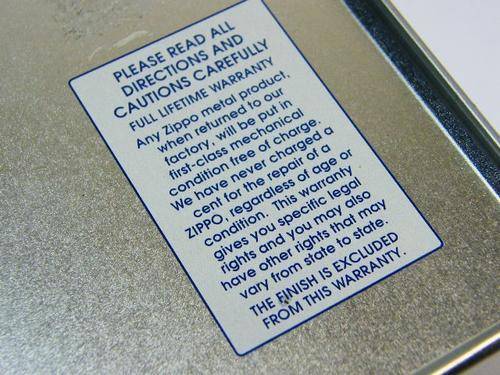 PLEASE READ ALL
DIRECTIONS AND
CAUTIONS CAREFULLY
FULL LIFETIME WARRANTY
Any Zippo metal product,
when returned to our
factory, will be put in
first-class mechanical
condition free of charge.
We have never charged a
cent for the repair of a
ZIPPO, regardless of age or
condition. This warranty
gives you specific legal
rights and you may also
have other rights that may
vary from state to state.
THE FINISH IS EXCLUDED
FROM THIS WARRANTY.